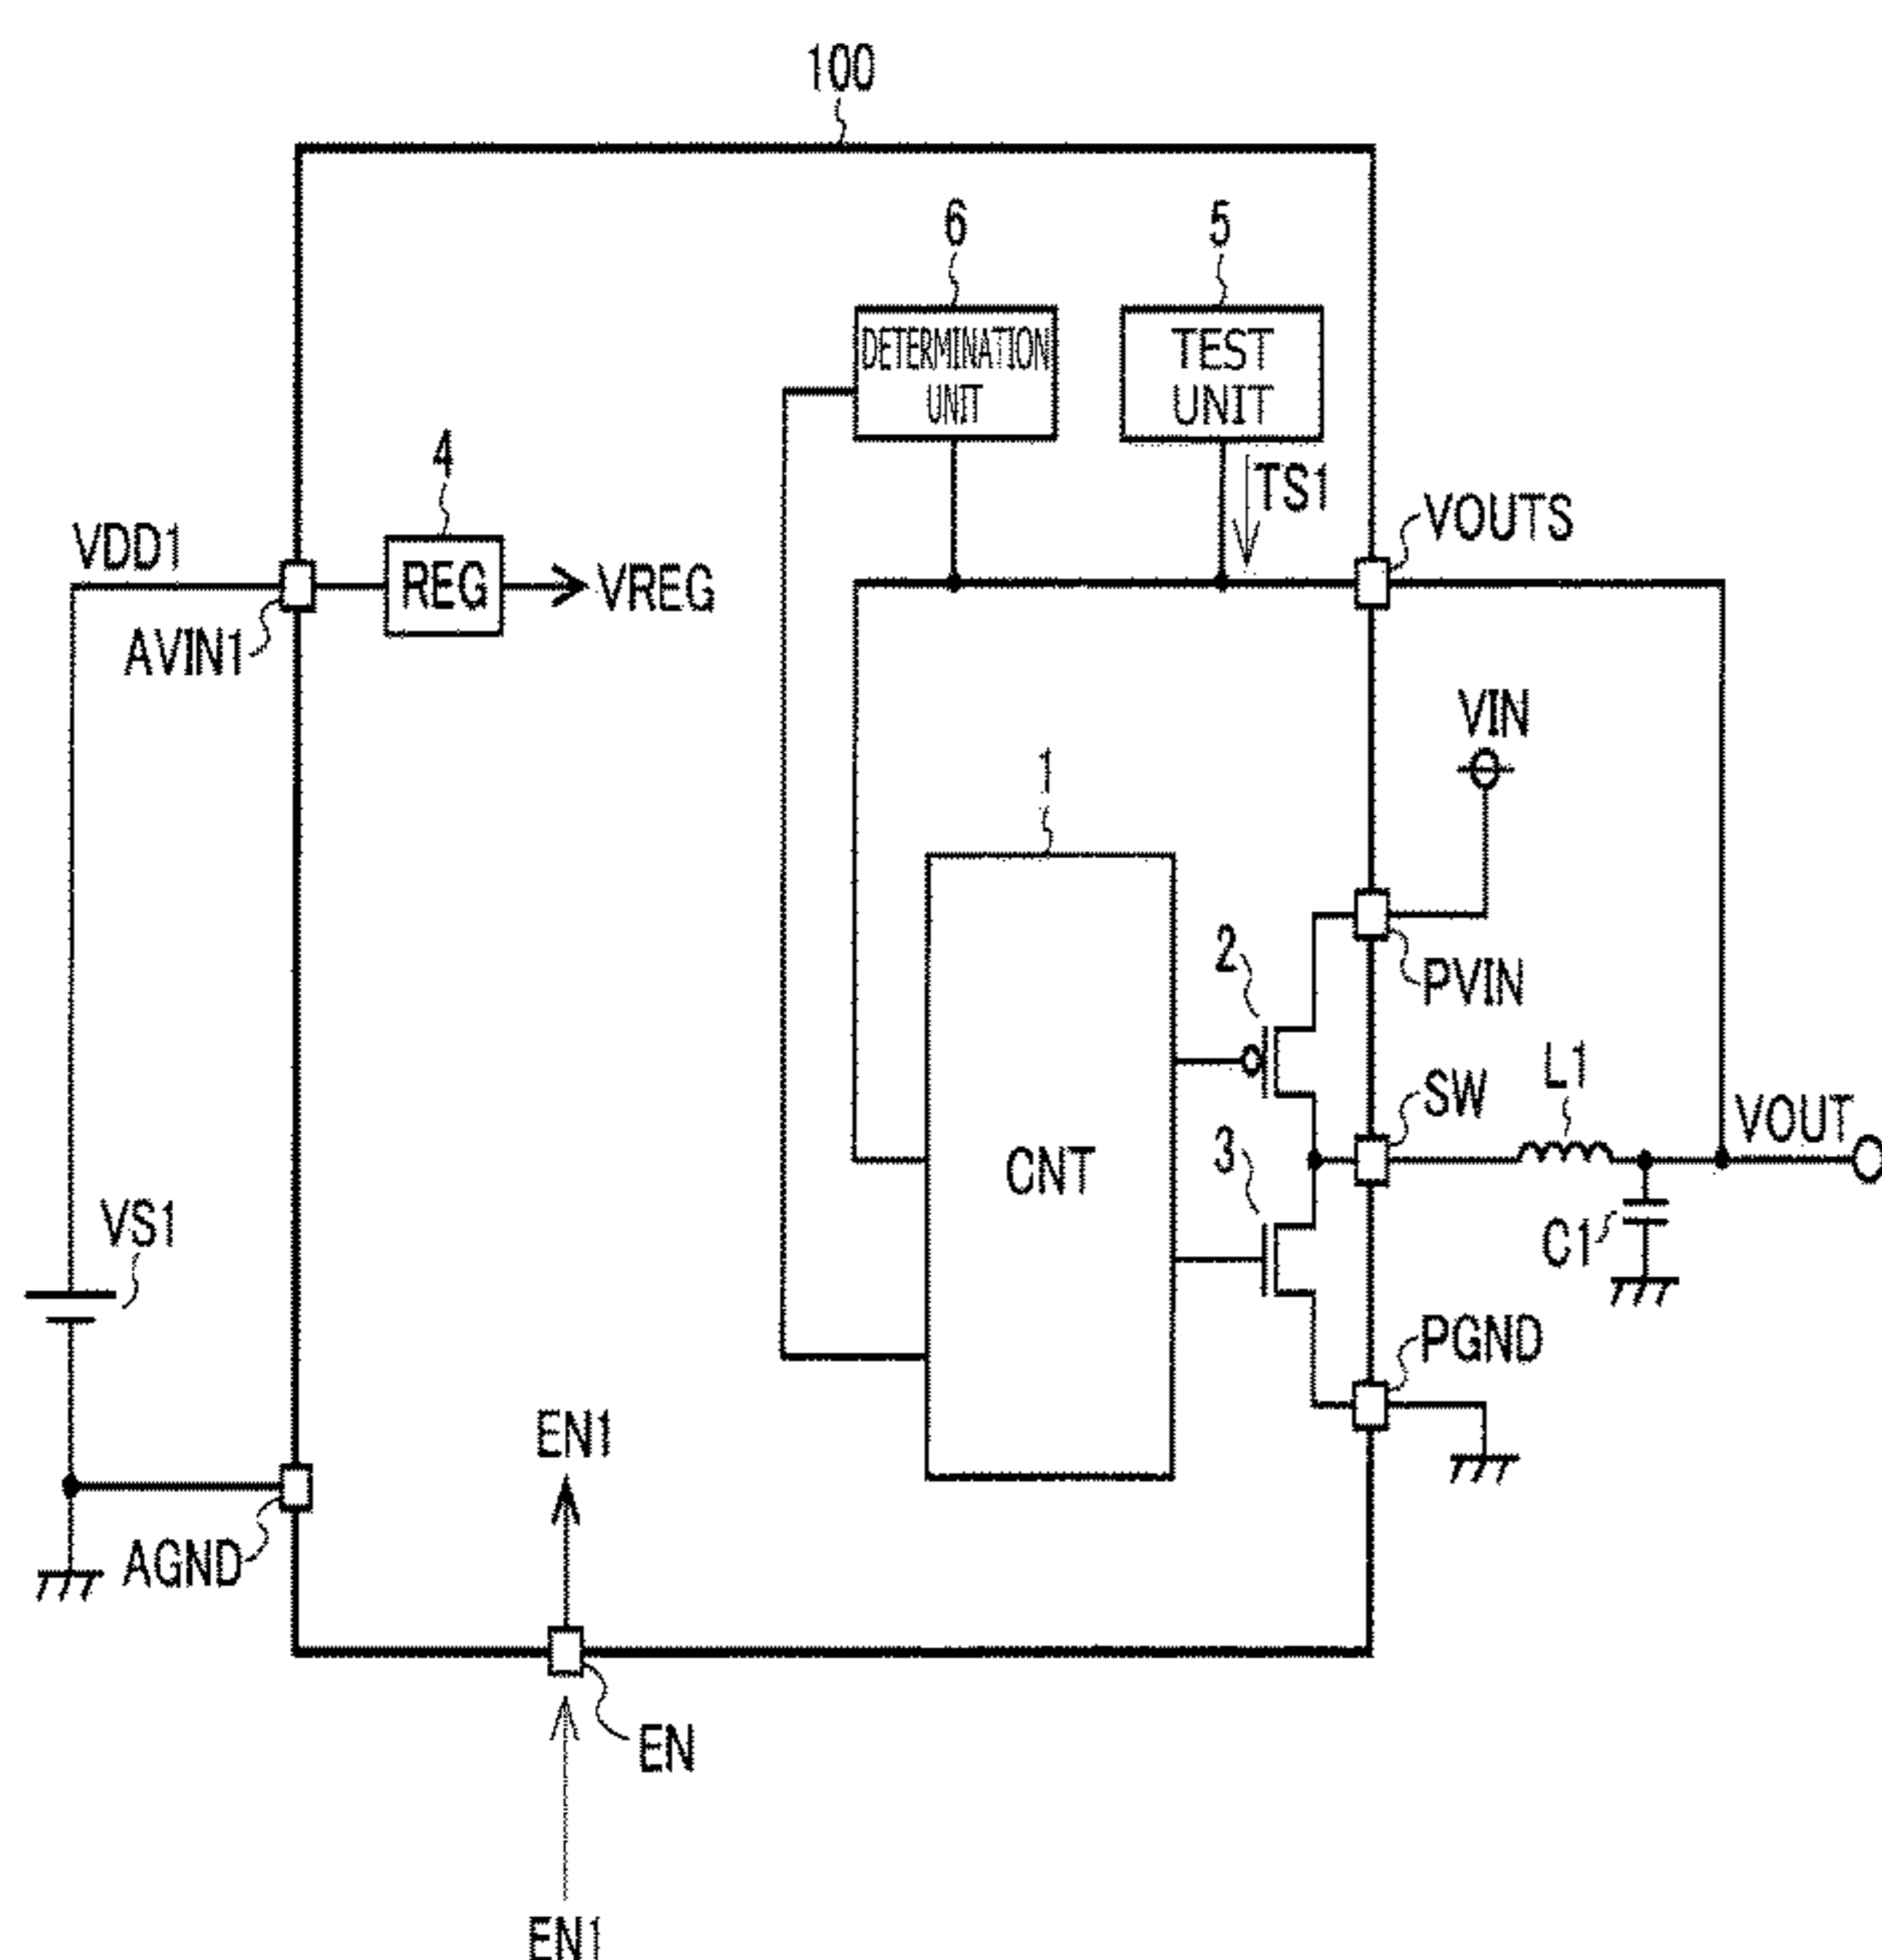 100
6
5
DETERMINATION
UNIT
TEST
UNIT
4
TS1
VOUTS
VDD1
REG
VREG
AVIN1
VIN
1
2
PVIN
SW
L1
VOUT
3
CNT
VS1
C1
PGND
EN1
AGND
EN
EN1